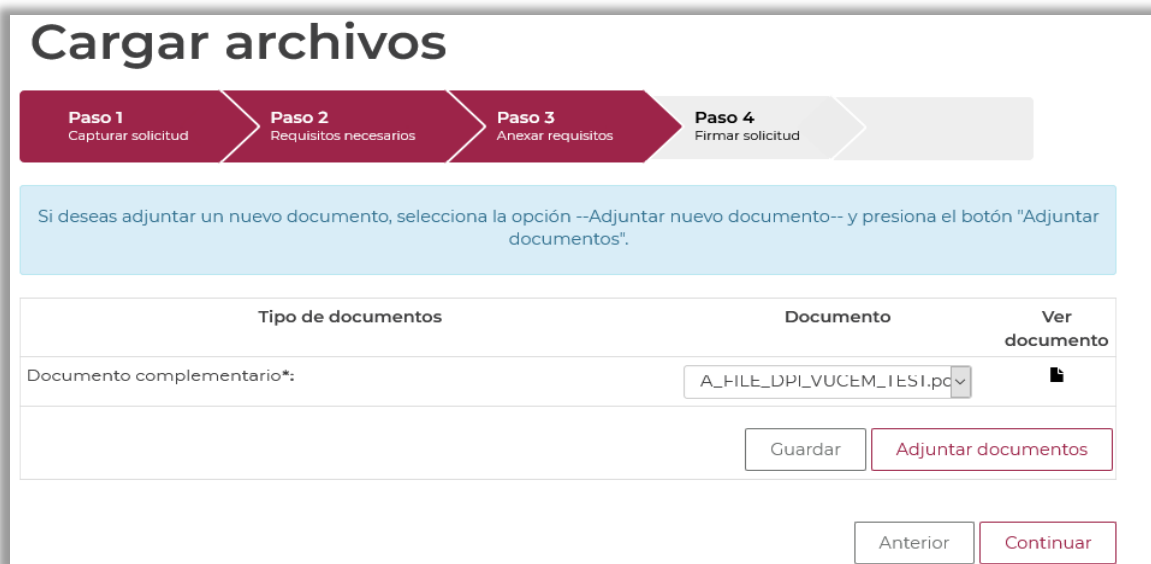 Cargar archivos
Paso 1
Capturar solicitud
Paso 2
Requisitos necesarios
Paso 3
Anexar requisitos
Paso 4
Firmar solicitud
Si deseas adjuntar un nuevo documento, selecciona la opción --Adjuntar nuevo documento-- y presiona el botón "Adjuntar
documentos".
Tipo de documentos
Documento
Ver
documento
Documento complementario*:
A_FILE_DPI_VUCEM_TEST.pd
Guardar
Adjuntar documentos
Anterior
Continuar